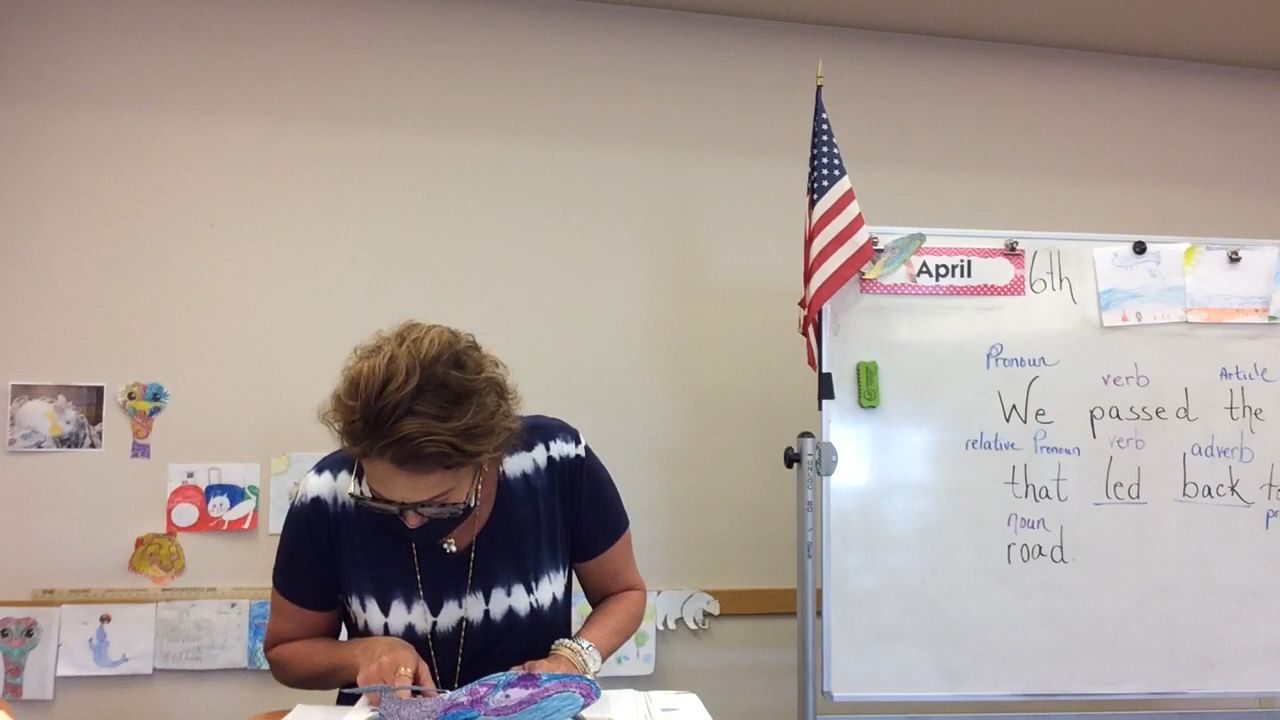 April 6th
Pronoun verb Article
We passed the
relative Pronoun verb adverb
that led back
noun
road.